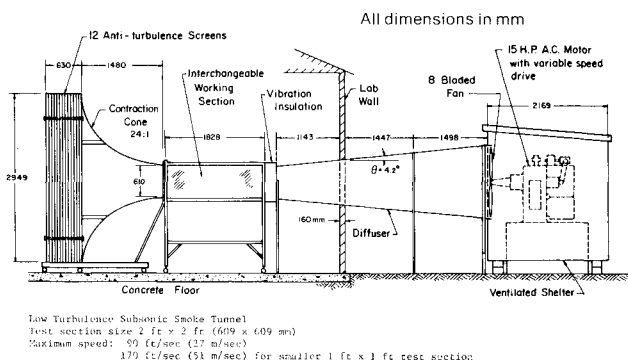 All dimensions in mm
12 Anti-turbulence Screens
15 H.P. A.C. Motor
with variable speed
drive
630
1480
Interchangeable
Working
Section
Vibration
Insulation
Lab
Wall
8 Bladed
Fan
2169
Contraction
Cone
24:1
1828
1143
1447
1498
2949
610
θ = 4.2°
160 mm
Diffuser
Concrete Floor
Ventilated Shelter
Low Turbulence Subsonic Smoke Tunnel
Test section size 2 ft x 2 ft (609 x 609 mm)
Maximum speed: 90 ft/sec (27 m/sec)
170 ft/sec (51 m/sec) for smaller 1 ft x 1 ft test section